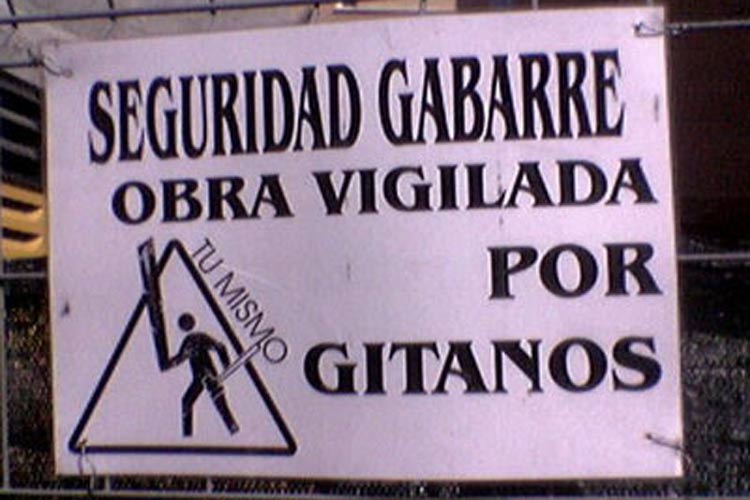 SEGURIDAD GABARRE
OBRA VIGILADA
POR
GITANOS
TU MISMO